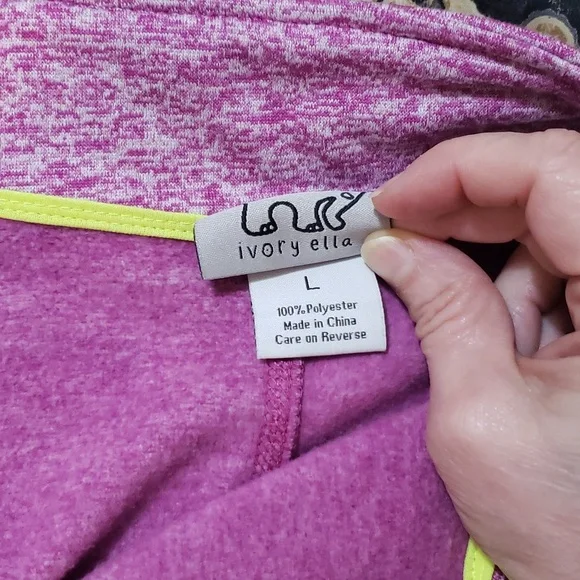 ivory ella
L
100% Polyester
Made in China
Care on Reverse